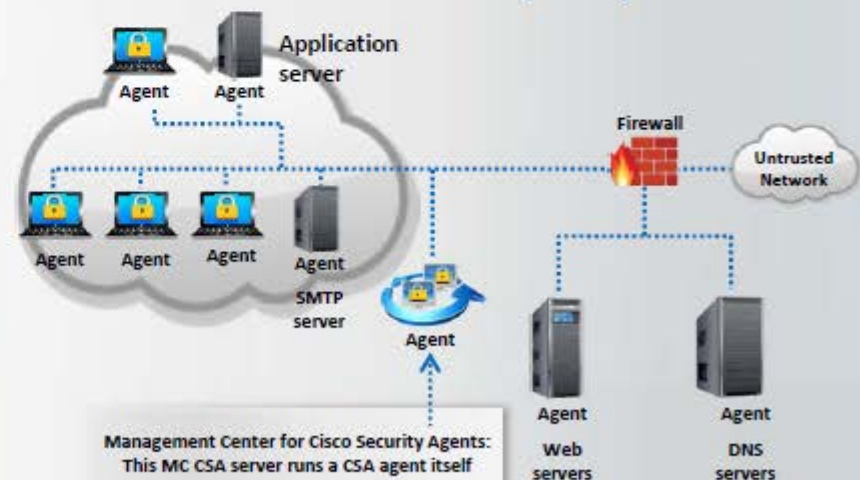 Application
server
Agent
Agent
Firewall
Untrusted
Network
Agent
Agent
Agent
Agent
SMTP
server
Agent
Agent
Web
servers
Agent
DNS
servers
Management Center for Cisco Security Agents:
This MC CSA server runs a CSA agent itself